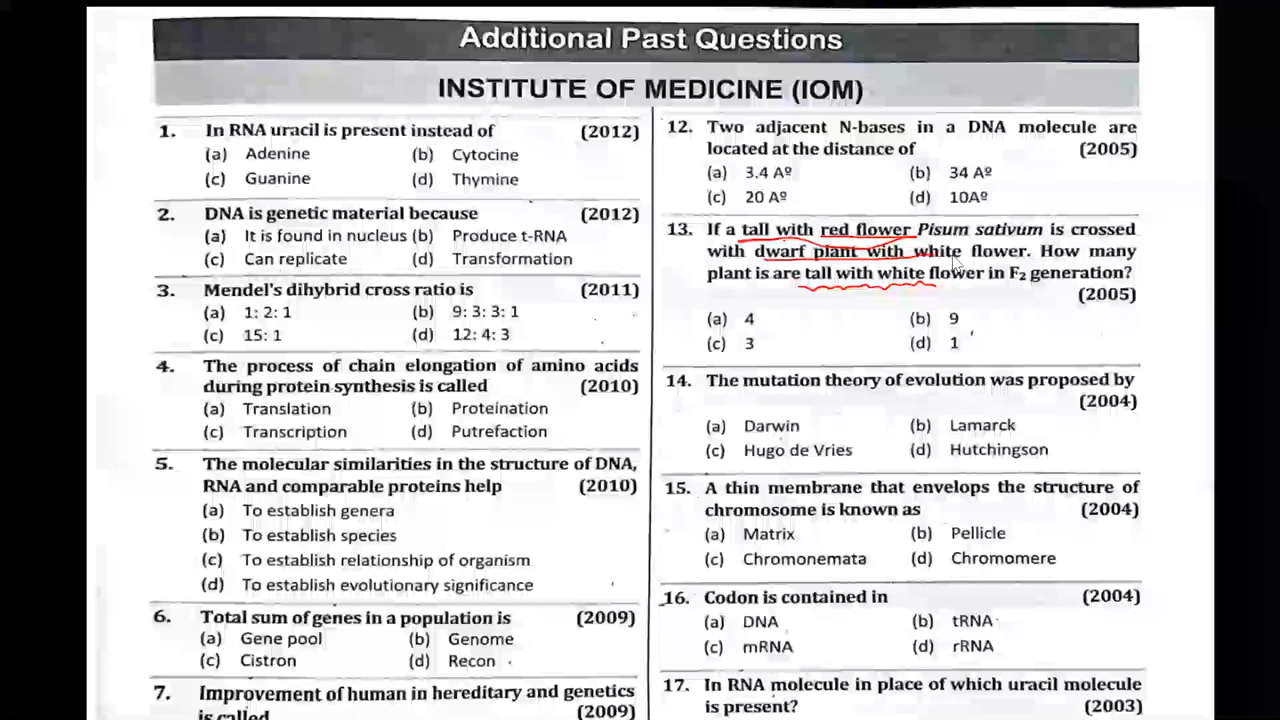 Additional Past Questions
INSTITUTE OF MEDICINE (IOM)
1. In RNA uracil is present instead of (2012)
(a) Adenine (b) Cytocine
(c) Guanine (d) Thymine
2. DNA is genetic material because (2012)
(a) It is found in nucleus (b) Produce t-RNA
(c) Can replicate (d) Transformation
3. Mendel's dihybrid cross ratio is (2011)
(a) 1: 2: 1 (b) 9: 3: 3: 1
(c) 15: 1 (d) 12: 4: 3
4. The process of chain elongation of amino acids
during protein synthesis is called (2010)
(a) Translation (b) Proteination
(c) Transcription (d) Putrefaction
5. The molecular similarities in the structure of DNA,
RNA and comparable proteins help (2010)
(a) To establish genera
(b) To establish species
(c) To establish relationship of organism
(d) To establish evolutionary significance
6. Total sum of genes in a population is (2009)
(a) Gene pool (b) Genome
(c) Cistron (d) Recon
7. Improvement of human in hereditary and genetics
is called (2009)
12. Two adjacent N-bases in a DNA molecule are
located at the distance of (2005)
(a) 3.4 Aº (b) 34 Aº
(c) 20 Aº (d) 10Aº
13. If a tall with red flower Pisum sativum is crossed
with dwarf plant with white flower. How many
plant is are tall with white flower in F₂ generation?
(2005)
(a) 4 (b) 9
(c) 3 (d) 1
14. The mutation theory of evolution was proposed by
(2004)
(a) Darwin (b) Lamarck
(c) Hugo de Vries (d) Hutchingson
15. A thin membrane that envelops the structure of
chromosome is known as (2004)
(a) Matrix (b) Pellicle
(c) Chromonemata (d) Chromomere
16. Codon is contained in (2004)
(a) DNA (b) tRNA
(c) mRNA (d) rRNA
17. In RNA molecule in place of which uracil molecule
is present? (2003)